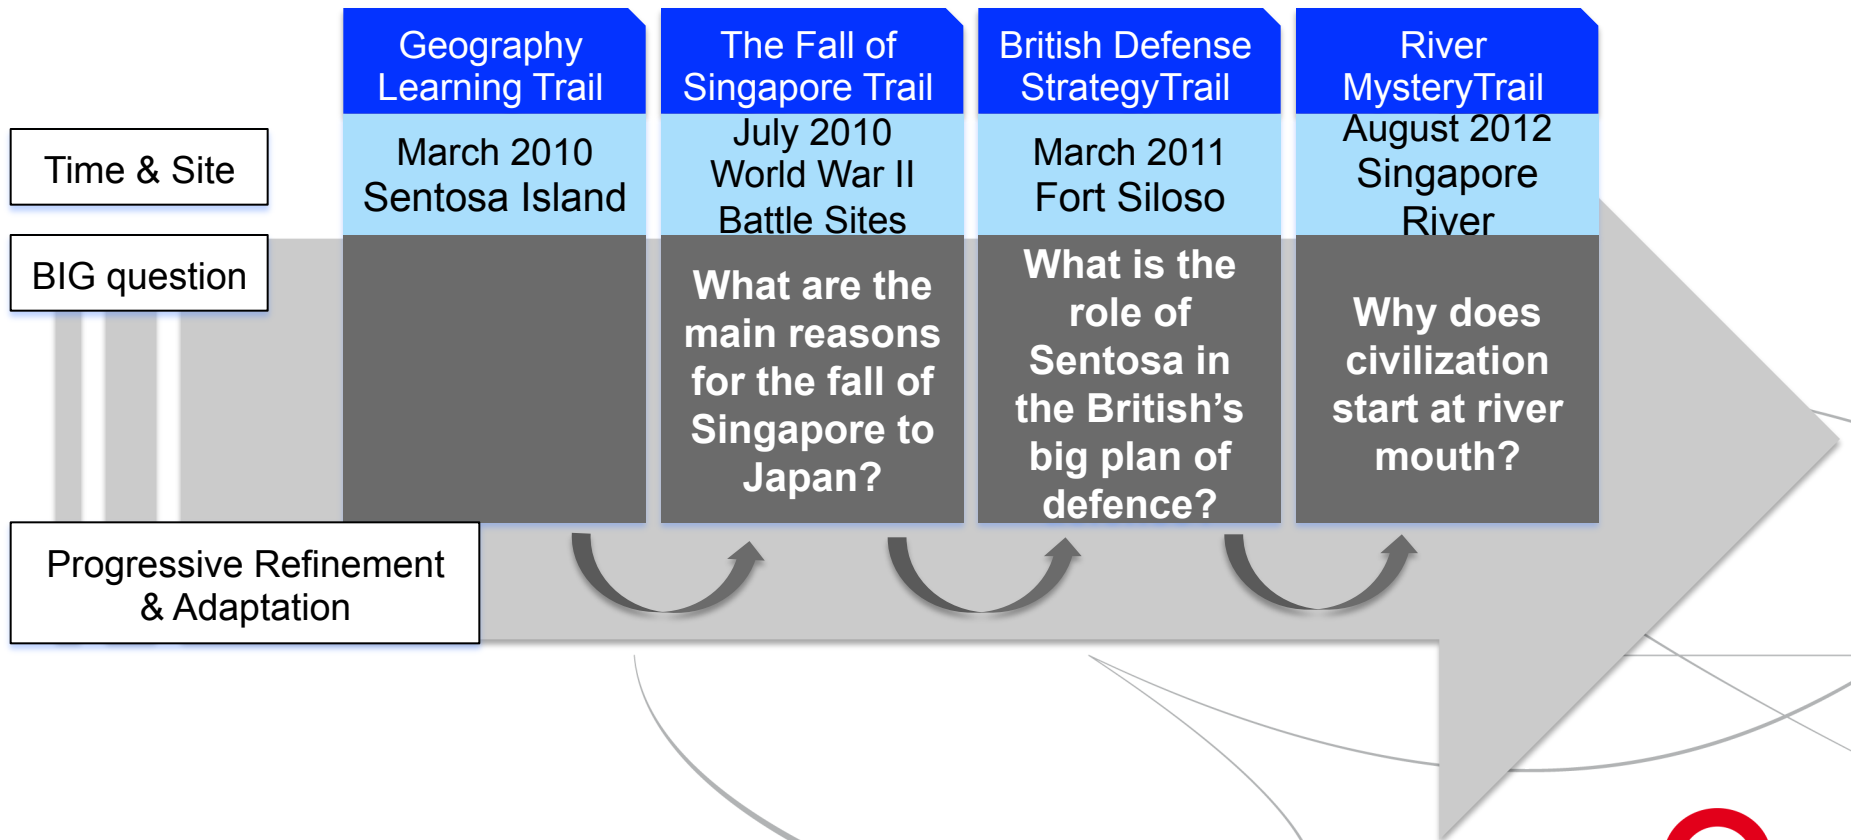 Geography
Learning Trail
The Fall of
Singapore Trail
British Defense
StrategyTrail
River
MysteryTrail
Time & Site
March 2010
Sentosa Island
July 2010
World War II
Battle Sites
March 2011
Fort Siloso
August 2012
Singapore
River
BIG question
What are the
main reasons
for the fall of
Singapore to
Japan?
What is the
role of
Sentosa in
the British’s
big plan of
defence?
Why does
civilization
start at river
mouth?
Progressive Refinement
& Adaptation